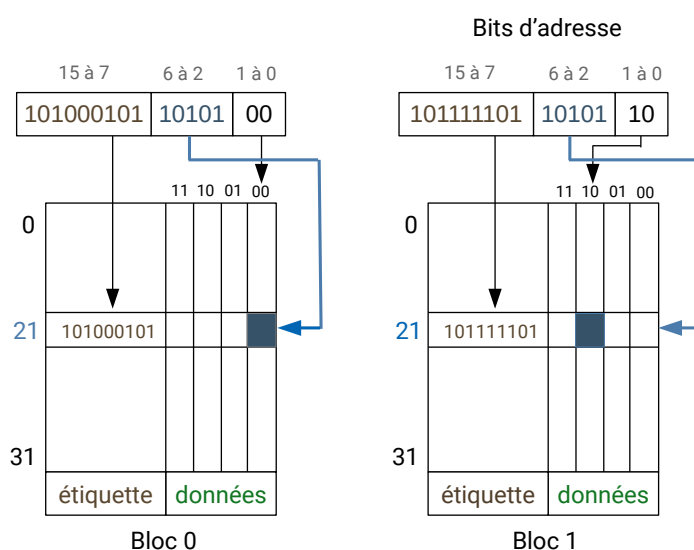 Bits d’adresse
15 à 7 6 à 2 1 à 0
101000101 10101 00
11 10 01 00
0
21 101000101
31
étiquette données
Bloc 0
15 à 7 6 à 2 1 à 0
101111101 10101 10
11 10 01 00
0
21 101111101
31
étiquette données
Bloc 1